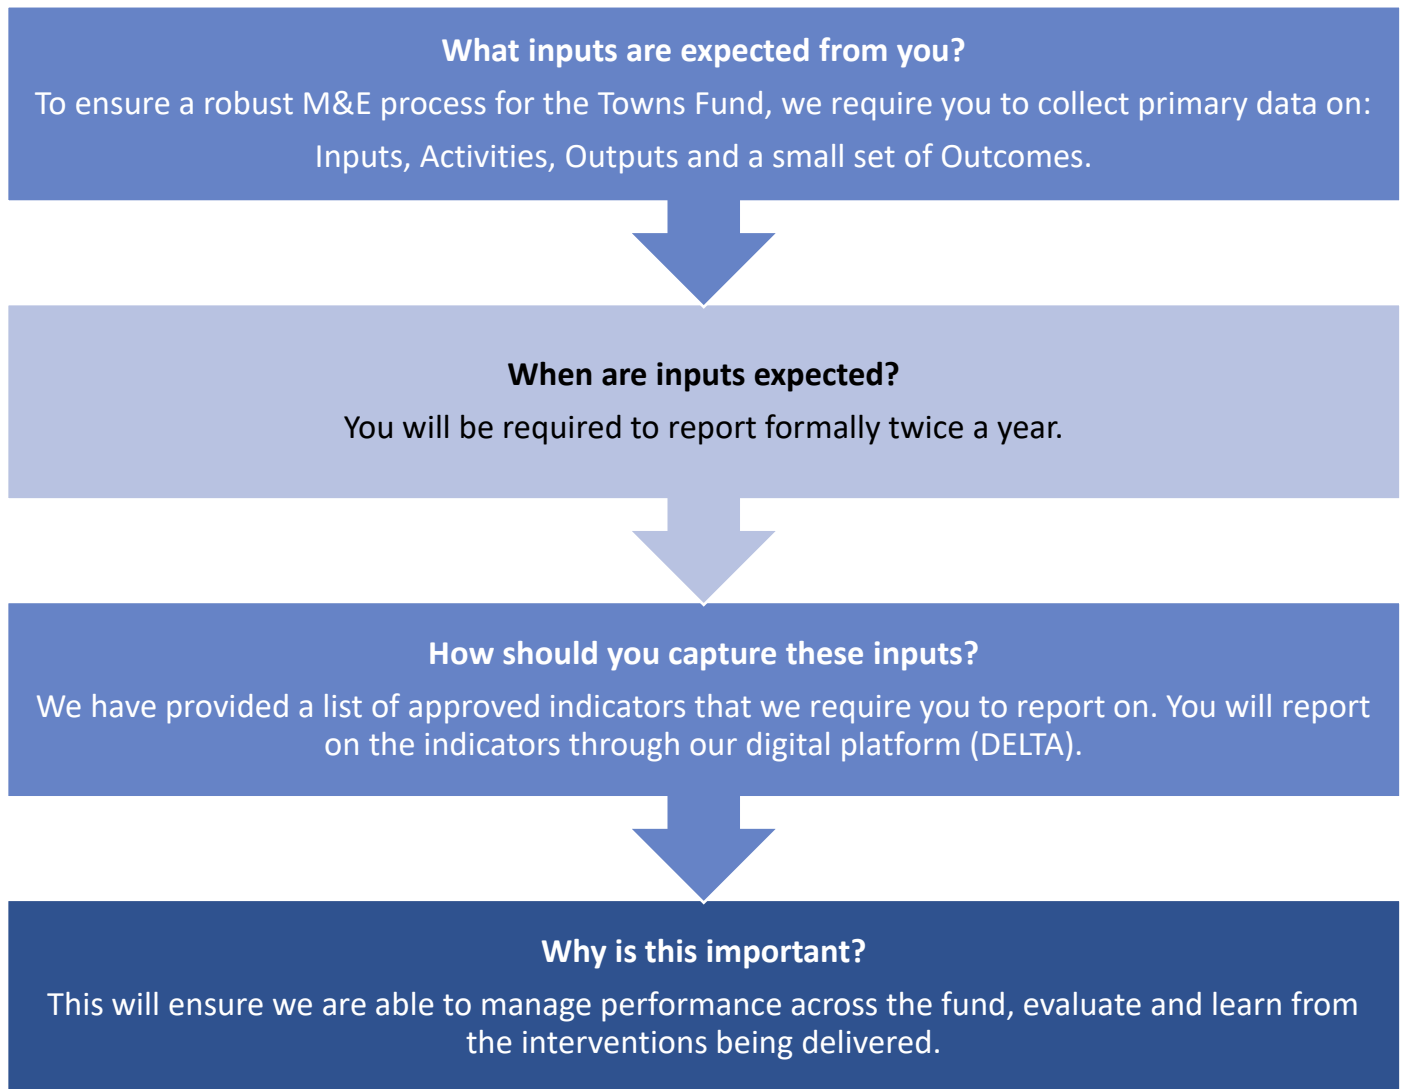 What inputs are expected from you?
To ensure a robust M&E process for the Towns Fund, we require you to collect primary data on:
Inputs, Activities, Outputs and a small set of Outcomes.
When are inputs expected?
You will be required to report formally twice a year.
How should you capture these inputs?
We have provided a list of approved indicators that we require you to report on. You will report
on the indicators through our digital platform (DELTA).
Why is this important?
This will ensure we are able to manage performance across the fund, evaluate and learn from
the interventions being delivered.